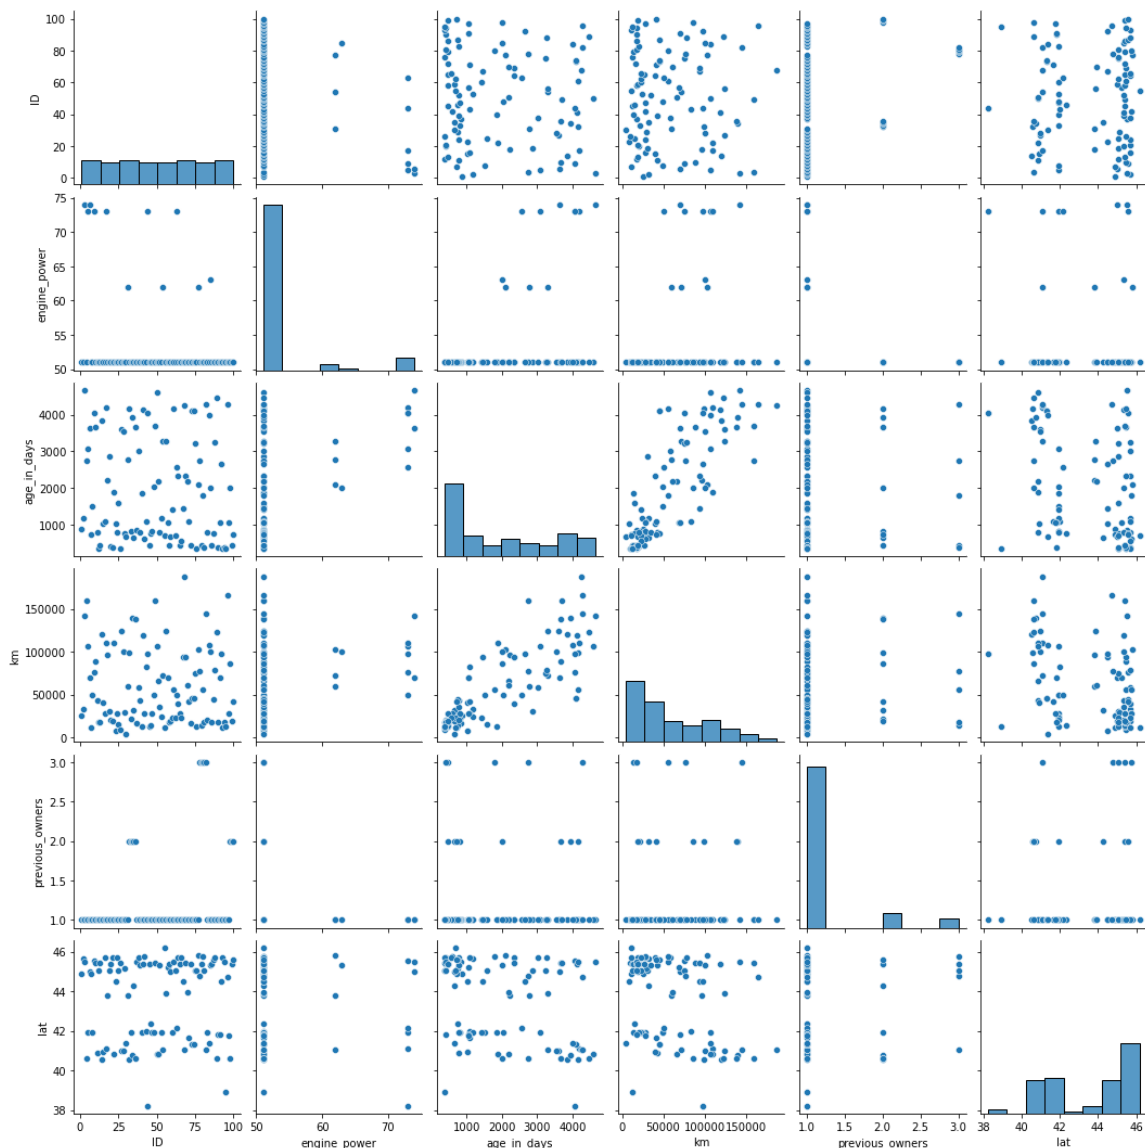 100
80
60
40
20
0
ID
75
70
65
60
55
50
engine_power
4000
3000
2000
1000
age_in_days
150000
100000
50000
0
km
3.0
2.5
2.0
1.5
1.0
previous_owners
46
44
42
40
38
lat
0 25 50 75 100
50 60 70
1000 2000 3000 4000
0 50000 100000 150000
1.0 1.5 2.0 2.5 3.0
38 40 42 44 46
ID engine_power age_in_days km previous_owners lat